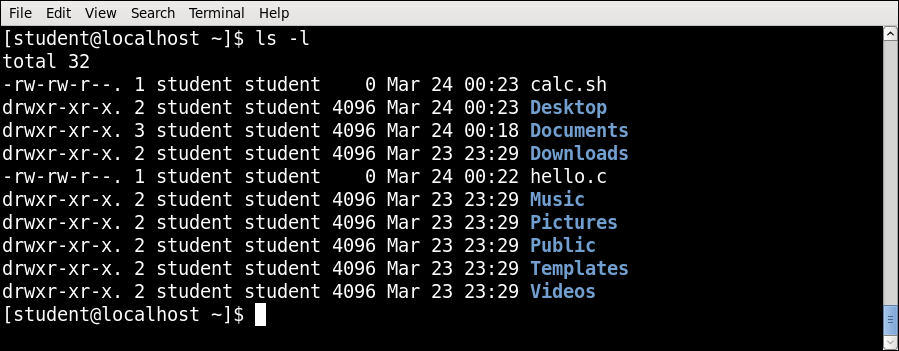 File Edit View Search Terminal Help
[student@localhost ~]$ ls -l
total 32
-rw-rw-r--. 1 student student    0 Mar 24 00:23 calc.sh
drwxr-xr-x. 2 student student 4096 Mar 24 00:23 Desktop
drwxr-xr-x. 3 student student 4096 Mar 24 00:18 Documents
drwxr-xr-x. 2 student student 4096 Mar 23 23:29 Downloads
-rw-rw-r--. 1 student student    0 Mar 24 00:22 hello.c
drwxr-xr-x. 2 student student 4096 Mar 23 23:29 Music
drwxr-xr-x. 2 student student 4096 Mar 23 23:29 Pictures
drwxr-xr-x. 2 student student 4096 Mar 23 23:29 Public
drwxr-xr-x. 2 student student 4096 Mar 23 23:29 Templates
drwxr-xr-x. 2 student student 4096 Mar 23 23:29 Videos
[student@localhost ~]$